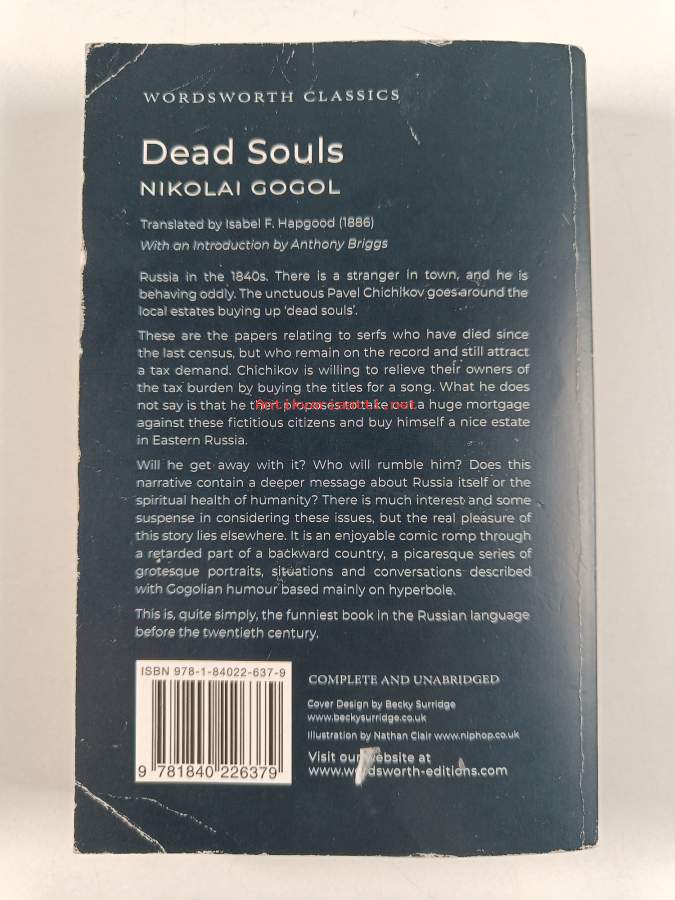 WORDSWORTH CLASSICS
Dead Souls
NIKOLAI GOGOL
Translated by Isabel F. Hapgood (1886)
With an Introduction by Anthony Briggs
Russia in the 1840s. There is a stranger in town, and he is
behaving oddly. The unctuous Pavel Chichikov goes around the
local estates buying up ‘dead souls’.
These are the papers relating to serfs who have died since
the last census, but who remain on the record and still attract
a tax demand. Chichikov is willing to relieve their owners of
the tax burden by buying the titles for a song. What he does
not say is that he then proposes to take out a huge mortgage
against these fictitious citizens and buy himself a nice estate
in Eastern Russia.
Will he get away with it? Who will rumble him? Does this
narrative contain a deeper message about Russia itself or the
spiritual health of humanity? There is much interest and some
suspense in considering these issues, but the real pleasure of
this story lies elsewhere. It is an enjoyable comic romp through
a retarded part of a backward country, a picaresque series of
grotesque portraits, situations and conversations described
with Gogolian humour based mainly on hyperbole.
This is, quite simply, the funniest book in the Russian language
before the twentieth century.
ISBN 978-1-84022-637-9
9 781840 226379
COMPLETE AND UNABRIDGED
Cover Design by Becky Surridge
www.beckysurridge.co.uk
Illustration by Nathan Clair www.niphop.co.uk
Visit our website at
www.wordsworth-editions.com